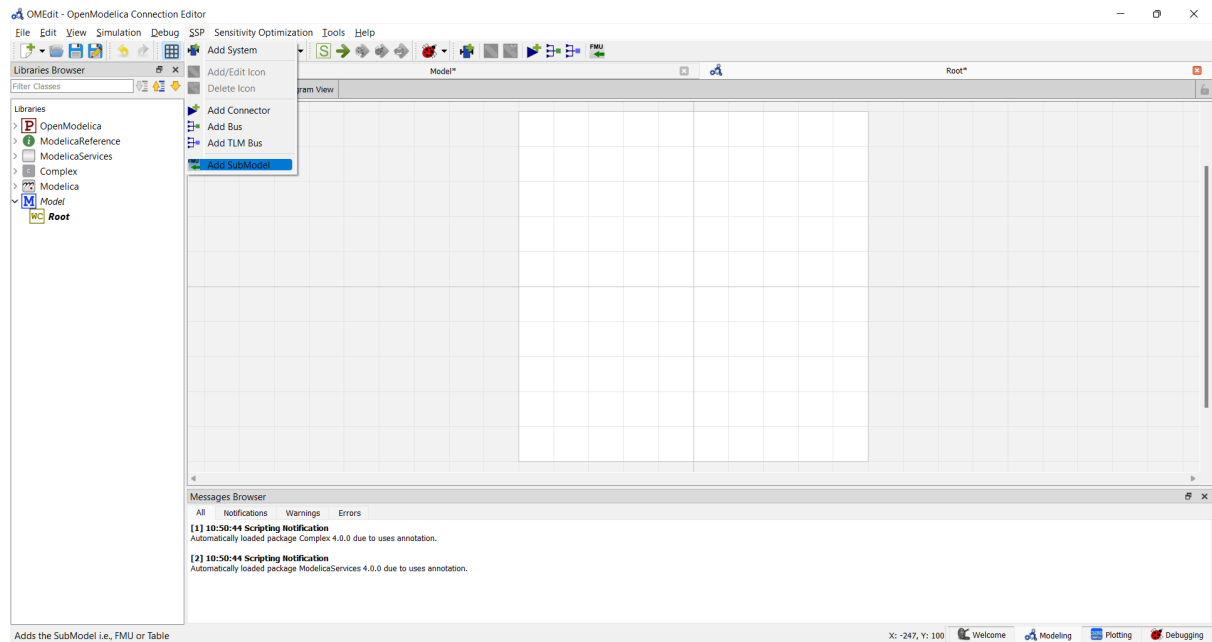 OMEdit - OpenModelica Connection Editor
File Edit View Simulation Debug SSP Sensitivity Optimization Tools Help
S
FMU
Libraries Browser
Filter Classes
Libraries
P OpenModelica
i ModelicaReference
ModelicaServices
C Complex
Modelica
M Model
WC Root
Add System
Add/Edit Icon
Delete Icon
Add Connector
Add Bus
Add TLM Bus
Add SubModel
Model*
Root*
gram View
Messages Browser
All Notifications Warnings Errors
[1] 10:50:44 Scripting Notification
Automatically loaded package Complex 4.0.0 due to uses annotation.
[2] 10:50:44 Scripting Notification
Automatically loaded package ModelicaServices 4.0.0 due to uses annotation.
Adds the SubModel i.e., FMU or Table
X: -247, Y: 100 Welcome Modeling Plotting Debugging